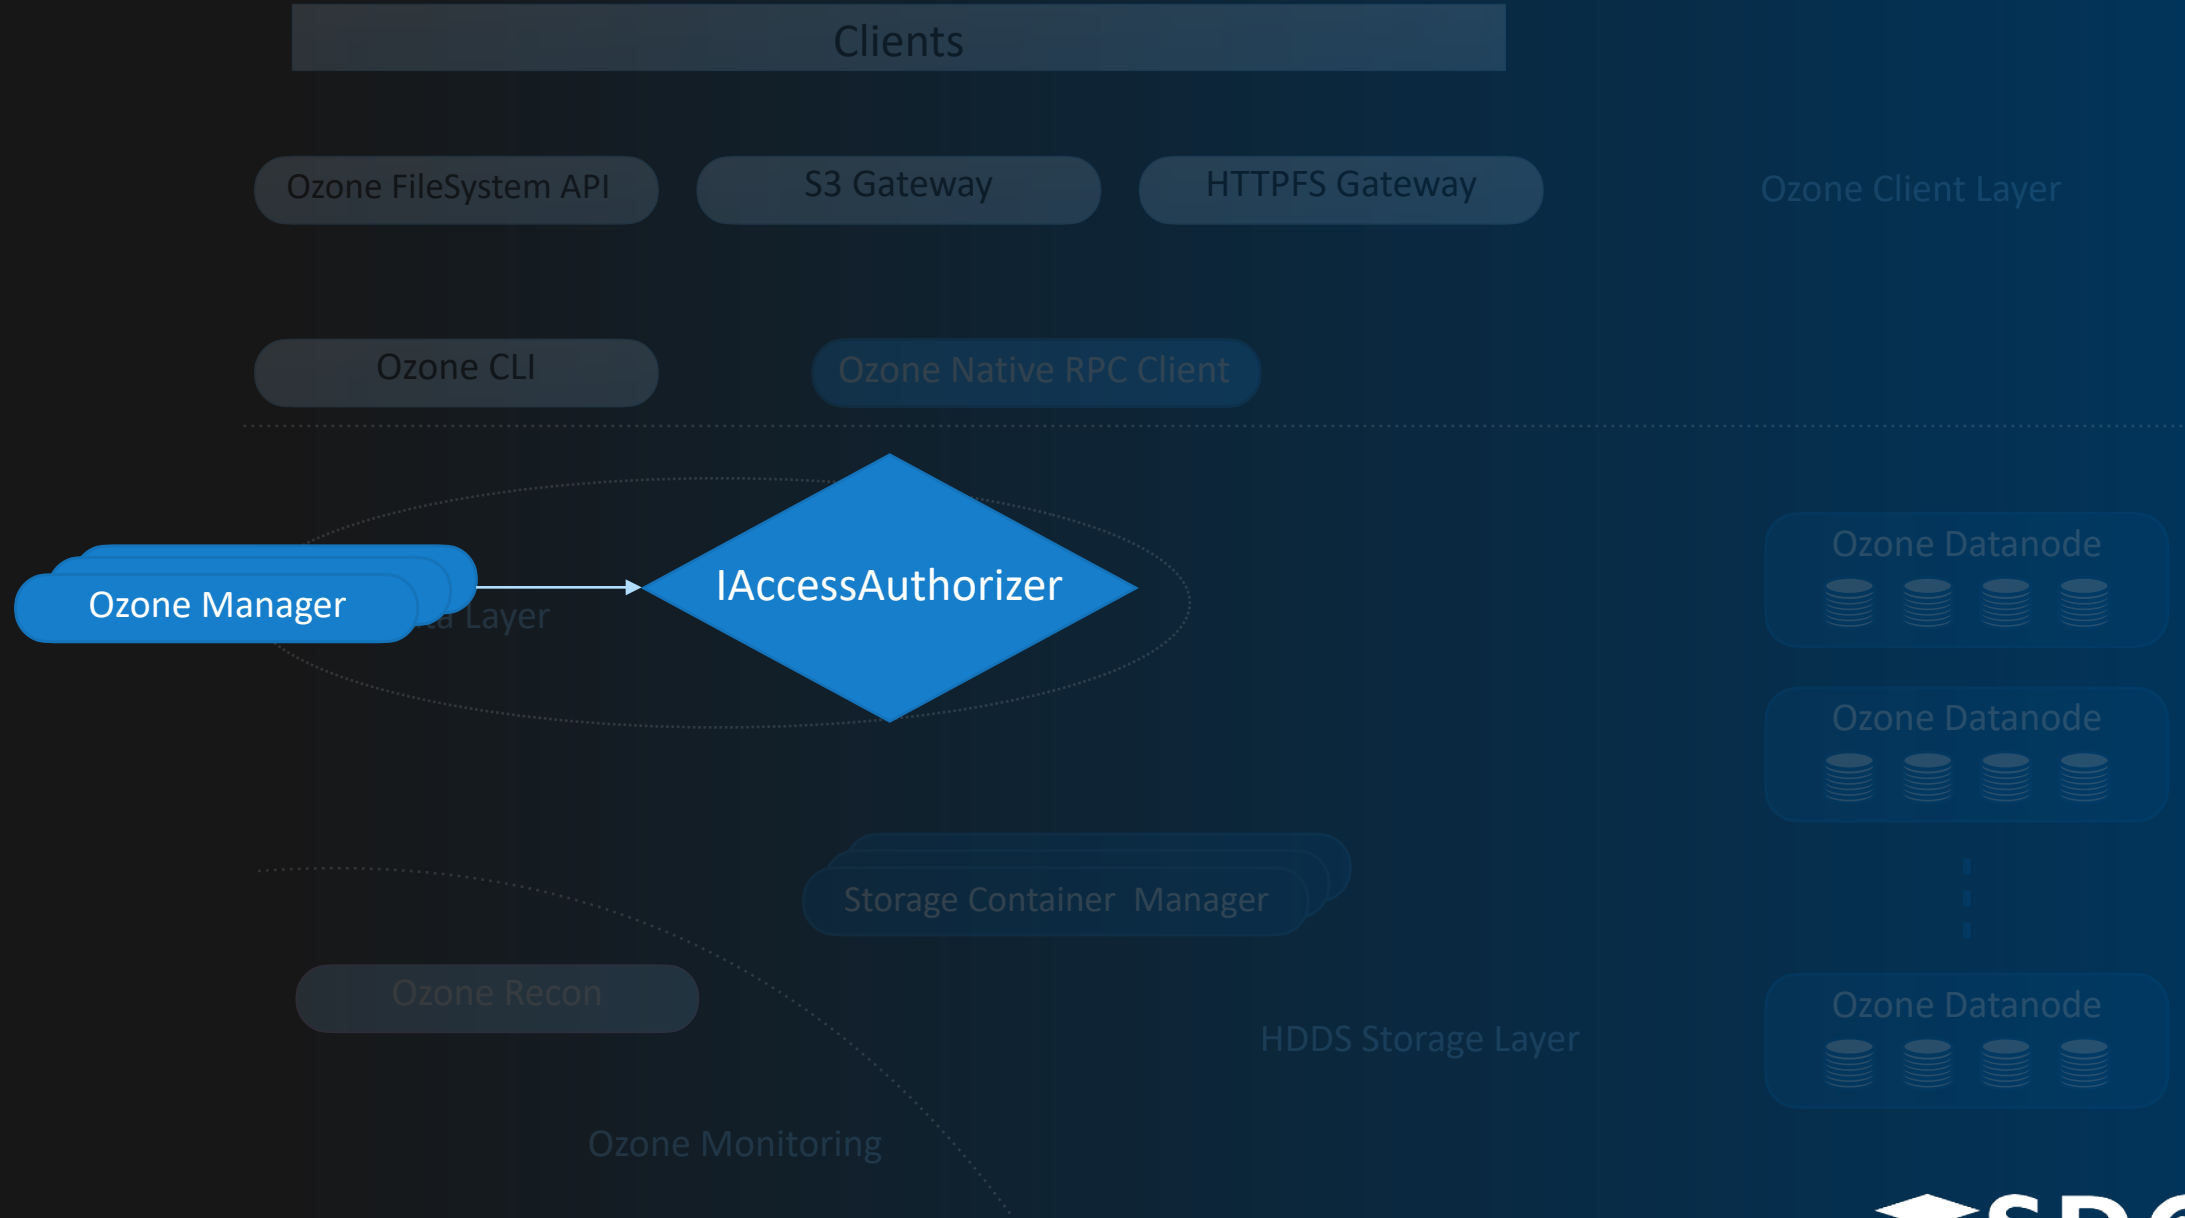 Clients
Ozone FileSystem API
S3 Gateway
HTTPFS Gateway
Ozone Client Layer
Ozone CLI
Ozone Native RPC Client
IAccessAuthorizer
Ozone Manager
Layer
Ozone Datanode
Ozone Datanode
Storage Container Manager
Ozone Recon
Ozone Datanode
HDDS Storage Layer
Ozone Monitoring